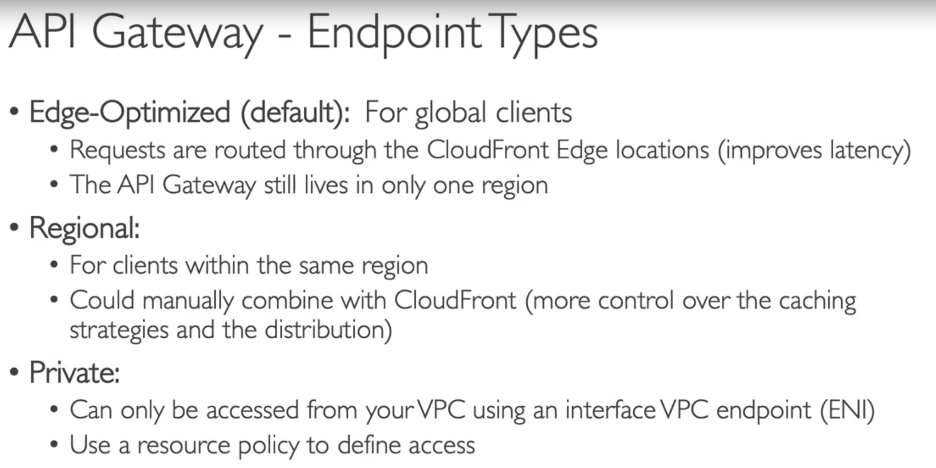 API Gateway - Endpoint Types
• Edge-Optimized (default): For global clients
• Requests are routed through the CloudFront Edge locations (improves latency)
• The API Gateway still lives in only one region
• Regional:
• For clients within the same region
• Could manually combine with CloudFront (more control over the caching
strategies and the distribution)
• Private:
• Can only be accessed from your VPC using an interface VPC endpoint (ENI)
• Use a resource policy to define access